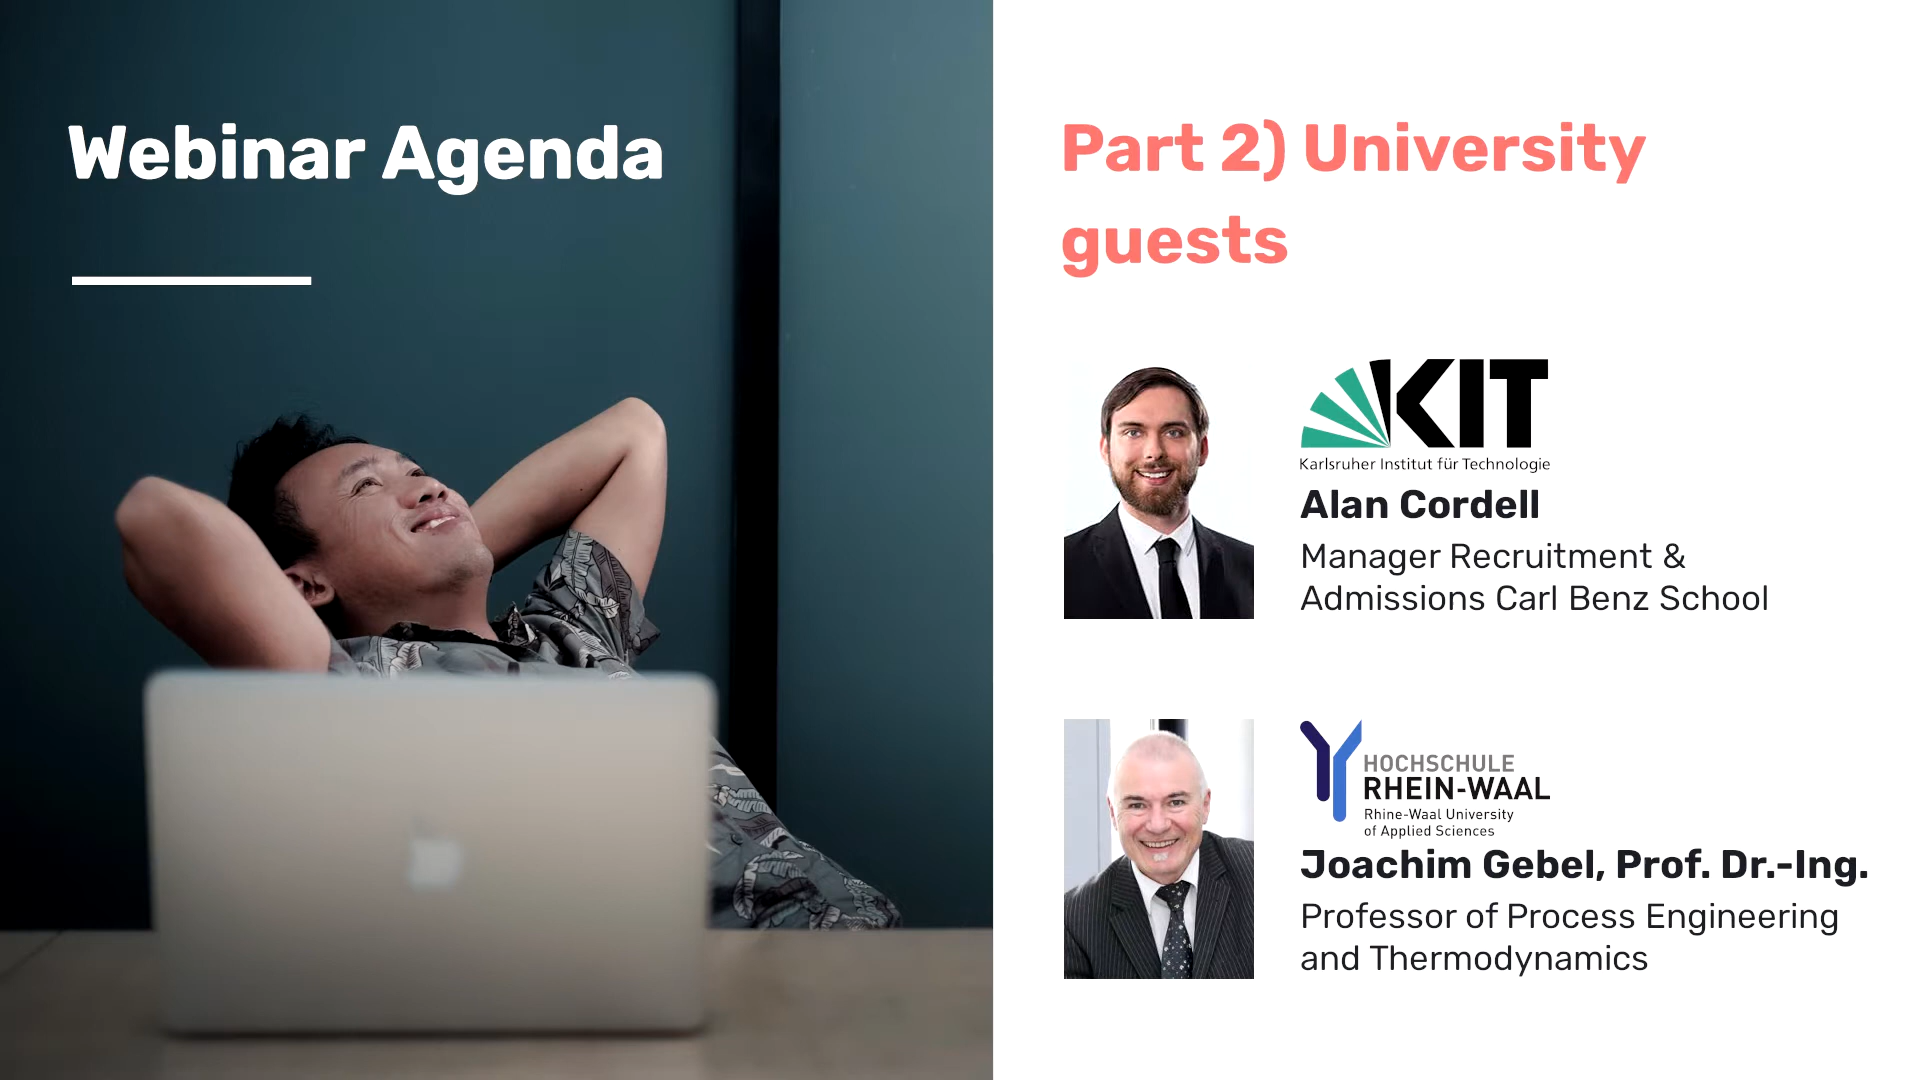 Webinar Agenda
Part 2) University
guests
KIT
Karlsruher Institut für Technologie
Alan Cordell
Manager Recruitment &
Admissions Carl Benz School
HOCHSCHULE
RHEIN-WAAL
Rhine-Waal University
of Applied Sciences
Joachim Gebel, Prof. Dr.-Ing.
Professor of Process Engineering
and Thermodynamics